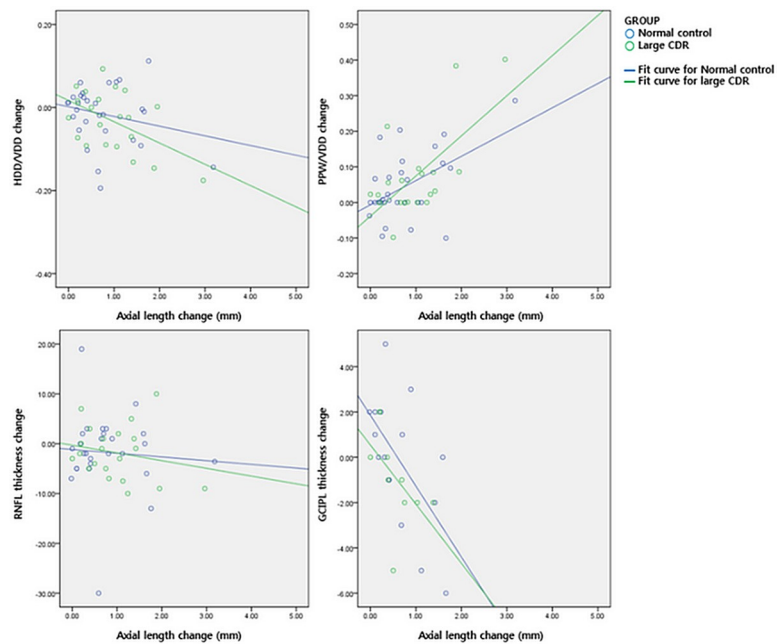 GROUP
Normal control
Large CDR
Fit curve for Normal control
Fit curve for large CDR
HDD/VDD change
0.20
0.00
-0.20
-0.40
0.00 1.00 2.00 3.00 4.00 5.00
Axial length change (mm)
PPW/VDD change
0.50
0.40
0.30
0.20
0.10
0.00
-0.10
-0.20
0.00 1.00 2.00 3.00 4.00 5.00
Axial length change (mm)
RNFL thickness change
20.00
10.00
0.00
-10.00
-20.00
-30.00
0.00 1.00 2.00 3.00 4.00 5.00
Axial length change (mm)
GCIPL thickness change
4.00
2.00
0.00
-2.00
-4.00
-6.00
0.00 1.00 2.00 3.00 4.00 5.00
Axial length change (mm)